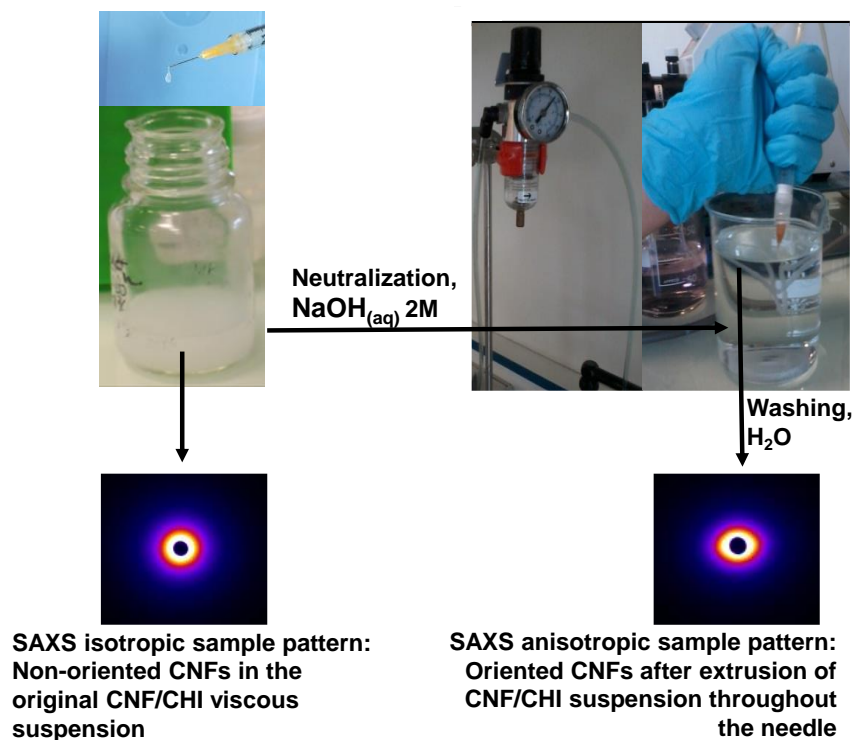 Neutralization,
NaOH(aq) 2M
Washing,
H2O
SAXS isotropic sample pattern:
Non-oriented CNFs in the
original CNF/CHI viscous
suspension
SAXS anisotropic sample pattern:
Oriented CNFs after extrusion of
CNF/CHI suspension throughout
the needle